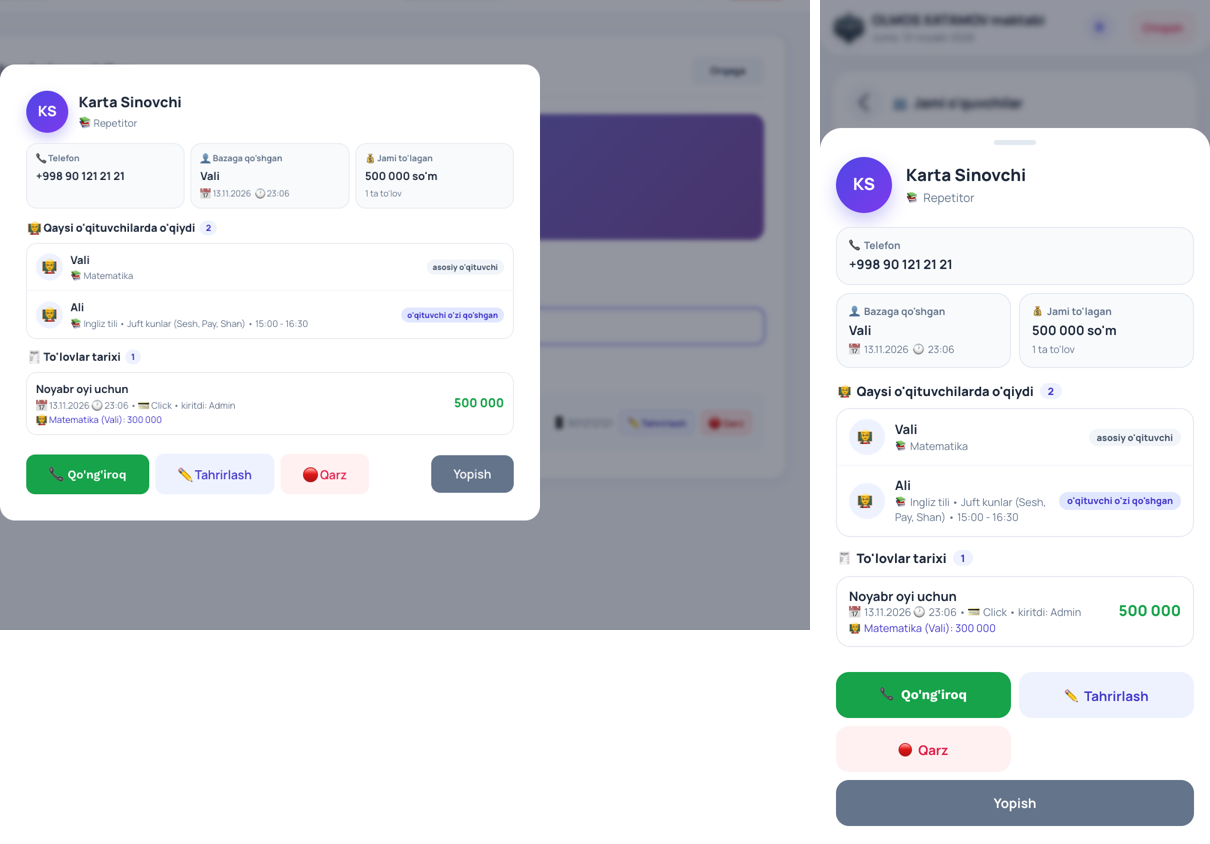 Orqaga
KS
Karta Sinovchi
📚 Repetitor
📞 Telefon
+998 90 121 21 21
👤 Bazaga qo'shgan
Vali
📅 13.11.2026 🕐 23:06
💰 Jami to'lagan
500 000 so'm
1 ta to'lov
👩‍🏫 Qaysi o'qituvchilarda o'qiydi 2
Vali
📚 Matematika
asosiy o'qituvchi
Ali
📚 Ingliz tili • Juft kunlar (Sesh, Pay, Shan) • 15:00 - 16:30
o'qituvchi o'zi qo'shgan
🧾 To'lovlar tarixi 1
Noyabr oyi uchun
📅 13.11.2026 🕐 23:06 • 💳 Click • kiritdi: Admin
👩‍🏫 Matematika (Vali): 300 000
500 000
📞 Qo'ng'iroq
✏️ Tahrirlash
🔴 Qarz
Yopish
✏️ Tahrirlash
🔴 Qarz
OLMOS XATAMOV maktabi
Chiqish
Jami o'quvchilar
KS
Karta Sinovchi
📚 Repetitor
📞 Telefon
+998 90 121 21 21
👤 Bazaga qo'shgan
Vali
📅 13.11.2026 🕐 23:06
💰 Jami to'lagan
500 000 so'm
1 ta to'lov
👩‍🏫 Qaysi o'qituvchilarda o'qiydi 2
Vali
📚 Matematika
asosiy o'qituvchi
Ali
📚 Ingliz tili • Juft kunlar (Sesh,
Pay, Shan) • 15:00 - 16:30
o'qituvchi o'zi qo'shgan
🧾 To'lovlar tarixi 1
Noyabr oyi uchun
📅 13.11.2026 🕐 23:06 • 💳 Click • kiritdi: Admin
👩‍🏫 Matematika (Vali): 300 000
500 000
📞 Qo'ng'iroq
✏️ Tahrirlash
🔴 Qarz
Yopish